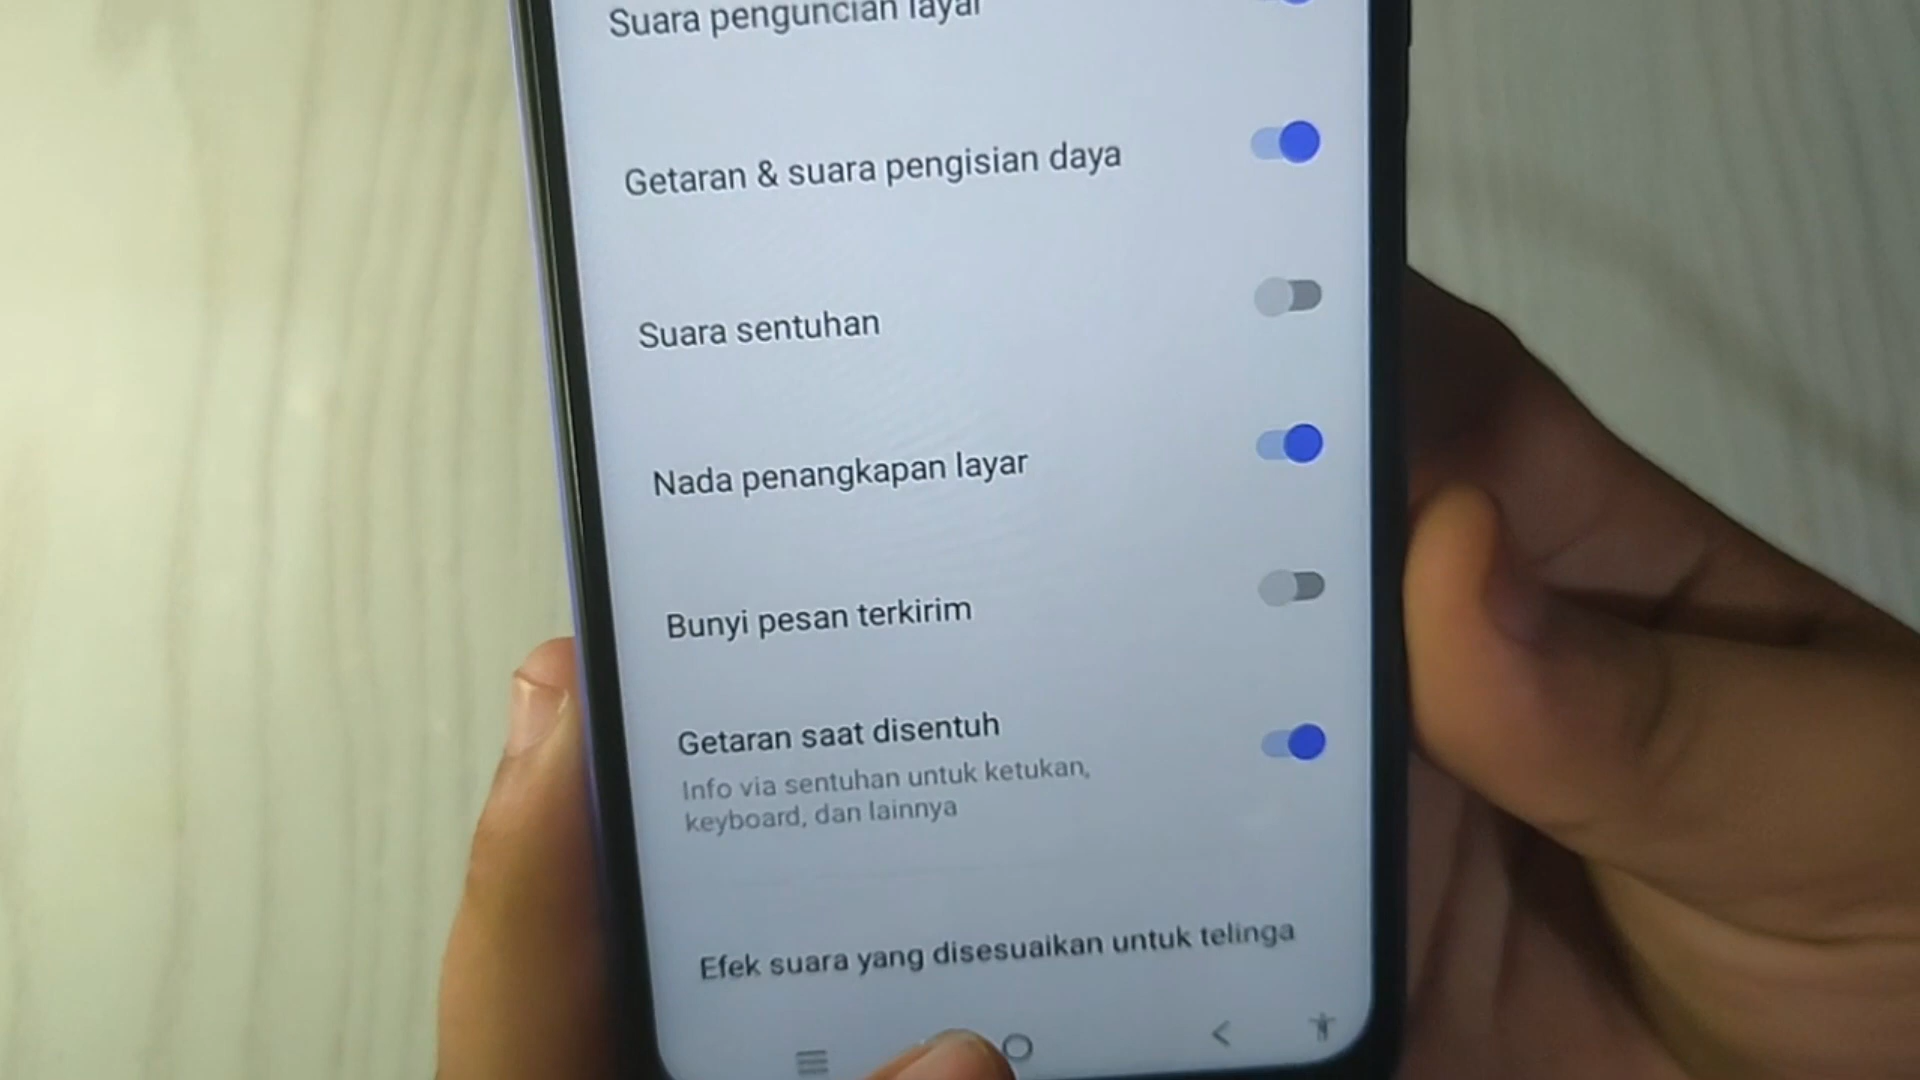 Suara penguncian layar
Getaran & suara pengisian daya
Suara sentuhan
Nada penangkapan layar
Bunyi pesan terkirim
Getaran saat disentuh
Info via sentuhan untuk ketukan,
keyboard, dan lainnya
Efek suara yang disesuaikan untuk telinga